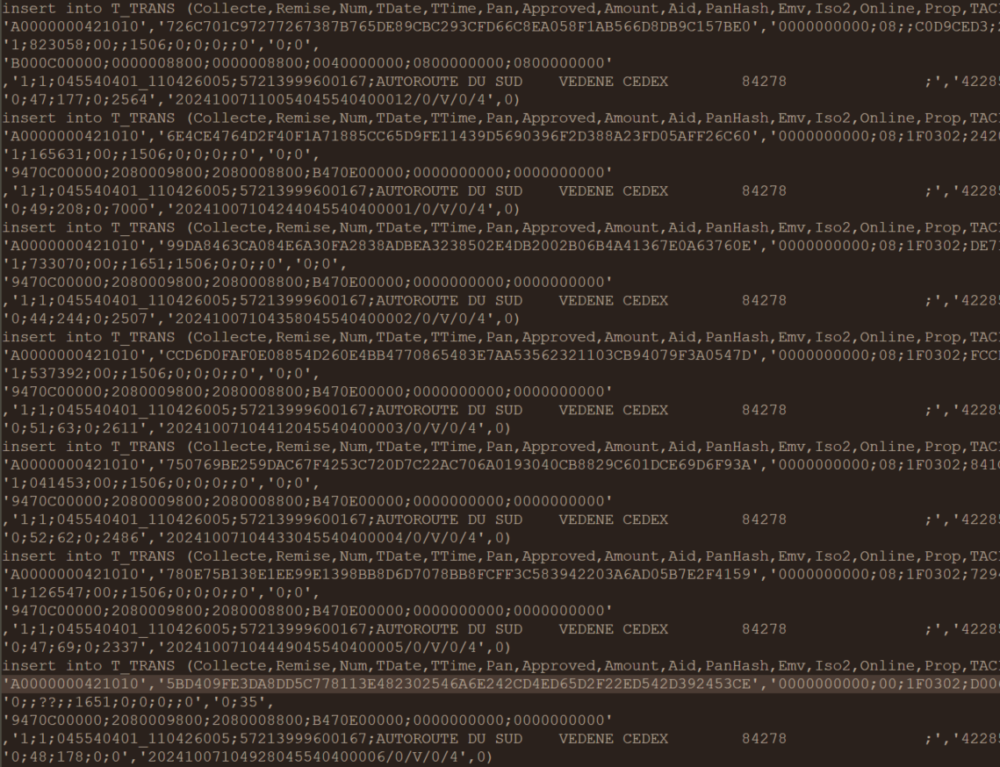 insert into T_TRANS (Collecte,Remise,Num,TDate,TTime,Pan,Approved,Amount,Aid,PanHash,Emv,Iso2,Online,Prop,TAC
'A0000000421010','726C701C97277267387B765DE89CBC293CFD66C8EA058F1AB566D8DB9C157BE0','0000000000;08;;C0D9CED3;
'1;823058;00;;1506;0;0;0;;0','0;0',
'B000C00000;0000008800;0000008800;0040000000;0800000000;0800000000'
,'1;1;045540401_110426005;57213999600167;AUTOROUTE DU SUD    VEDENE CEDEX        84278               ;','4228
'0;47;177;0;2564','20241007110054045540400012/0/V/0/4',0)
insert into T_TRANS (Collecte,Remise,Num,TDate,TTime,Pan,Approved,Amount,Aid,PanHash,Emv,Iso2,Online,Prop,TAC
'A0000000421010','6E4CE4764D2F40F1A71885CC65D9FE11439D5690396F2D388A23FD05AFF26C60','0000000000;08;1F0302;242
'1;165631;00;;1506;0;0;0;;0','0;0',
'9470C00000;2080009800;2080008800;B470E00000;0000000000;0000000000'
,'1;1;045540401_110426005;57213999600167;AUTOROUTE DU SUD    VEDENE CEDEX        84278               ;','4228
'0;49;208;0;7000','20241007104244045540400001/0/V/0/4',0)
insert into T_TRANS (Collecte,Remise,Num,TDate,TTime,Pan,Approved,Amount,Aid,PanHash,Emv,Iso2,Online,Prop,TAC
'A0000000421010','99DA8463CA084E6A30FA2838ADBEA3238502E4DB2002B06B4A41367E0A63760E','0000000000;08;1F0302;DE7
'1;733070;00;;1651;1506;0;0;;0','0;0',
'9470C00000;2080009800;2080008800;B470E00000;0000000000;0000000000'
,'1;1;045540401_110426005;57213999600167;AUTOROUTE DU SUD    VEDENE CEDEX        84278               ;','4228
'0;44;244;0;2507','20241007104358045540400002/0/V/0/4',0)
insert into T_TRANS (Collecte,Remise,Num,TDate,TTime,Pan,Approved,Amount,Aid,PanHash,Emv,Iso2,Online,Prop,TAC
'A0000000421010','CCD6D0FAF0E08854D260E4BB4770865483E7AA53562321103CB94079F3A0547D','0000000000;08;1F0302;FCC
'1;537392;00;;1506;0;0;0;;0','0;0',
'9470C00000;2080009800;2080008800;B470E00000;0000000000;0000000000'
,'1;1;045540401_110426005;57213999600167;AUTOROUTE DU SUD    VEDENE CEDEX        84278               ;','4228
'0;51;63;0;2611','20241007104412045540400003/0/V/0/4',0)
insert into T_TRANS (Collecte,Remise,Num,TDate,TTime,Pan,Approved,Amount,Aid,PanHash,Emv,Iso2,Online,Prop,TAC
'A0000000421010','750769BE259DAC67F4253C720D7C22AC706A0193040CB8829C601DCE69D6F93A','0000000000;08;1F0302;841
'1;041453;00;;1506;0;0;0;;0','0;0',
'9470C00000;2080009800;2080008800;B470E00000;0000000000;0000000000'
,'1;1;045540401_110426005;57213999600167;AUTOROUTE DU SUD    VEDENE CEDEX        84278               ;','4228
'0;52;62;0;2486','20241007104433045540400004/0/V/0/4',0)
insert into T_TRANS (Collecte,Remise,Num,TDate,TTime,Pan,Approved,Amount,Aid,PanHash,Emv,Iso2,Online,Prop,TAC
'A0000000421010','780E75B138E1EE99E1398BB8D6D7078BB8FCFF3C583942203A6AD05B7E2F4159','0000000000;08;1F0302;729
'1;126547;00;;1506;0;0;0;;0','0;0',
'9470C00000;2080009800;2080008800;B470E00000;0000000000;0000000000'
,'1;1;045540401_110426005;57213999600167;AUTOROUTE DU SUD    VEDENE CEDEX        84278               ;','4228
'0;47;69;0;2337','20241007104449045540400005/0/V/0/4',0)
insert into T_TRANS (Collecte,Remise,Num,TDate,TTime,Pan,Approved,Amount,Aid,PanHash,Emv,Iso2,Online,Prop,TAC
'A0000000421010','5BD409FE3DA8DD5C778113E482302546A6E242CD4ED65D2F22ED542D392453CE','0000000000;00;1F0302;D00
'0;;??;;1651;0;0;0;;0','0;35',
'9470C00000;2080009800;2080008800;B470E00000;0000000000;0000000000'
,'1;1;045540401_110426005;57213999600167;AUTOROUTE DU SUD    VEDENE CEDEX        84278               ;','4228
'0;48;178;0;0','20241007104928045540400006/0/V/0/4',0)